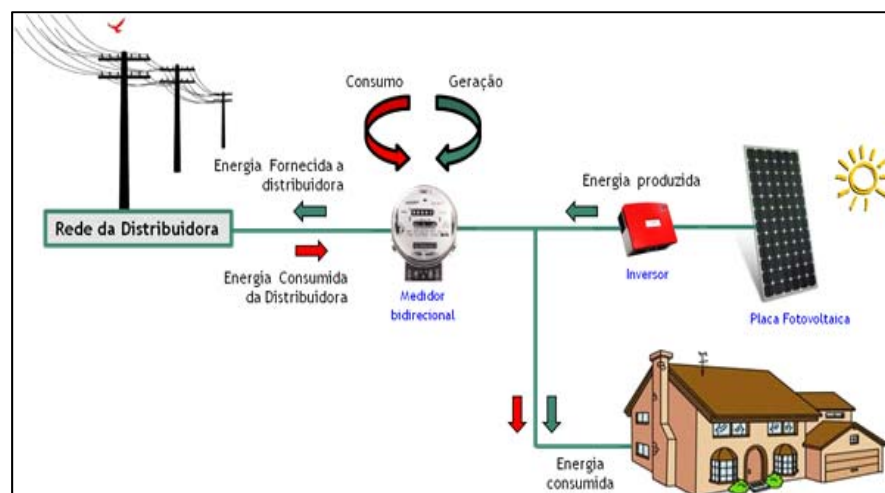 Consumo
Geração
Energia Fornecida a
distribuidora
Energia produzida
Rede da Distribuidora
Energia Consumida
da Distribuidora
Medidor
bidirecional
Inversor
Placa Fotovoltaica
Energia
consumida